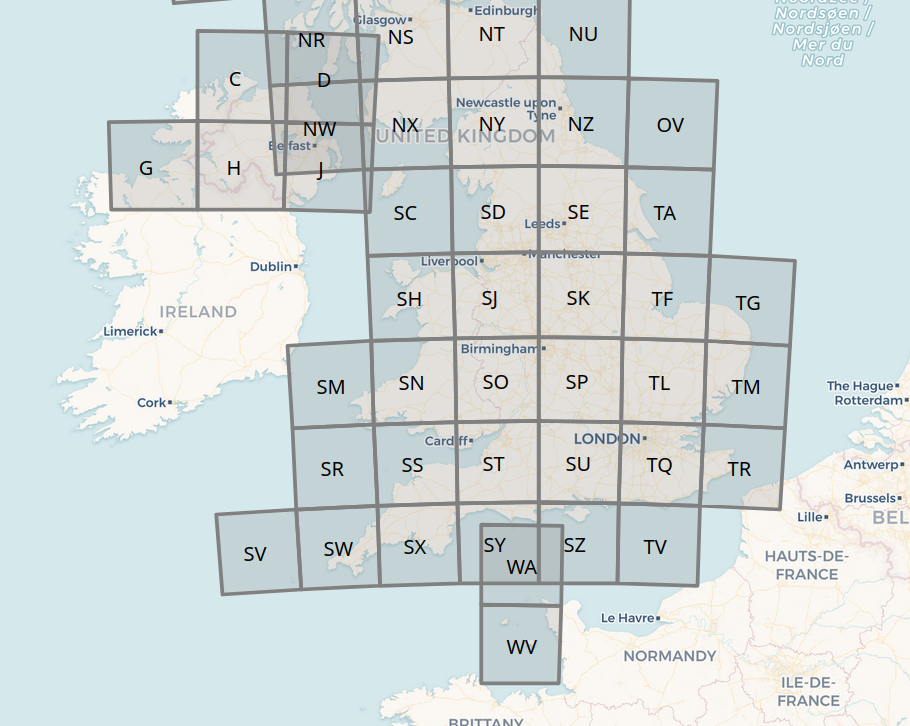 Noordzee /
Nordsøen /
Nordsjøen /
Mer du
Nord
Edinburgh
Glasgow
NR
NS
NT
NU
C
D
Newcastle upon
Tyne
NW
NX
NY
NZ
OV
UNITED KINGDOM
Belfast
G
H
J
SC
SD
SE
TA
Leeds
Manchester
Liverpool
Dublin
SH
SJ
SK
TF
TG
IRELAND
Limerick
Birmingham
SM
SN
SO
SP
TL
TM
The Hague
Rotterdam
Cork
Cardiff
LONDON
SR
SS
ST
SU
TQ
TR
Antwerp
Brussels
Lille
BEL
SV
SW
SX
SY
SZ
TV
WA
HAUTS-DE-
FRANCE
Le Havre
WV
NORMANDY
ILE-DE-
FRANCE
BRITTANY